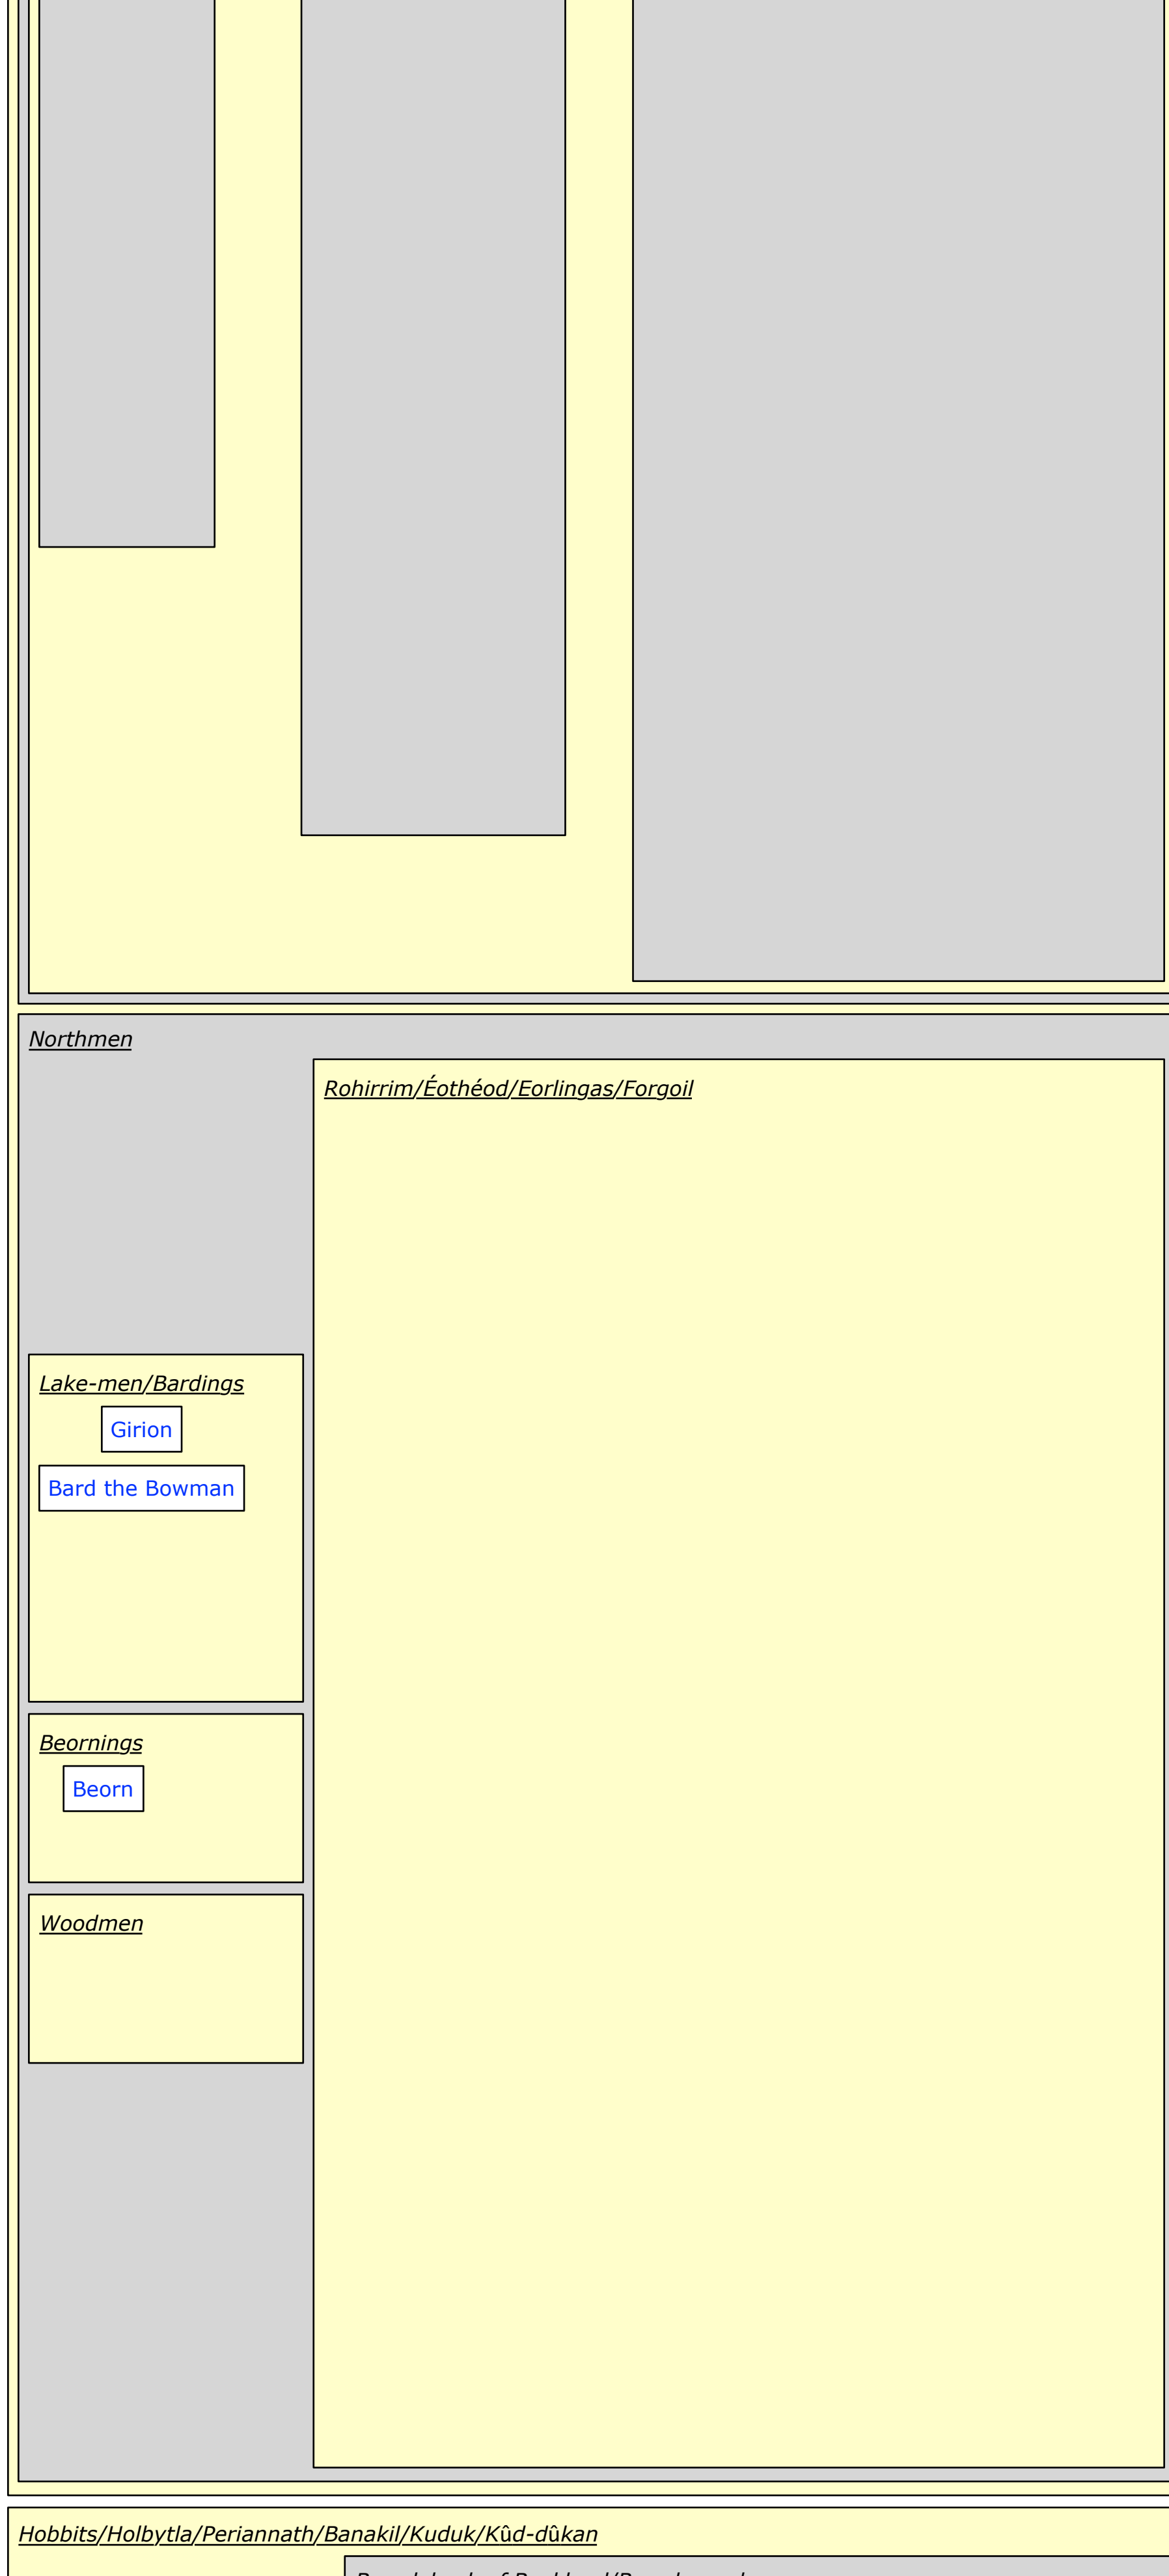 Northmen
Rohirrim/Éothéod/Eorlingas/Forgoil
Lake-men/Bardings
Girion
Bard the Bowman
Beornings
Beorn
Woodmen
Hobbits/Holbytla/Periannath/Banakil/Kuduk/Kûd-dûkan